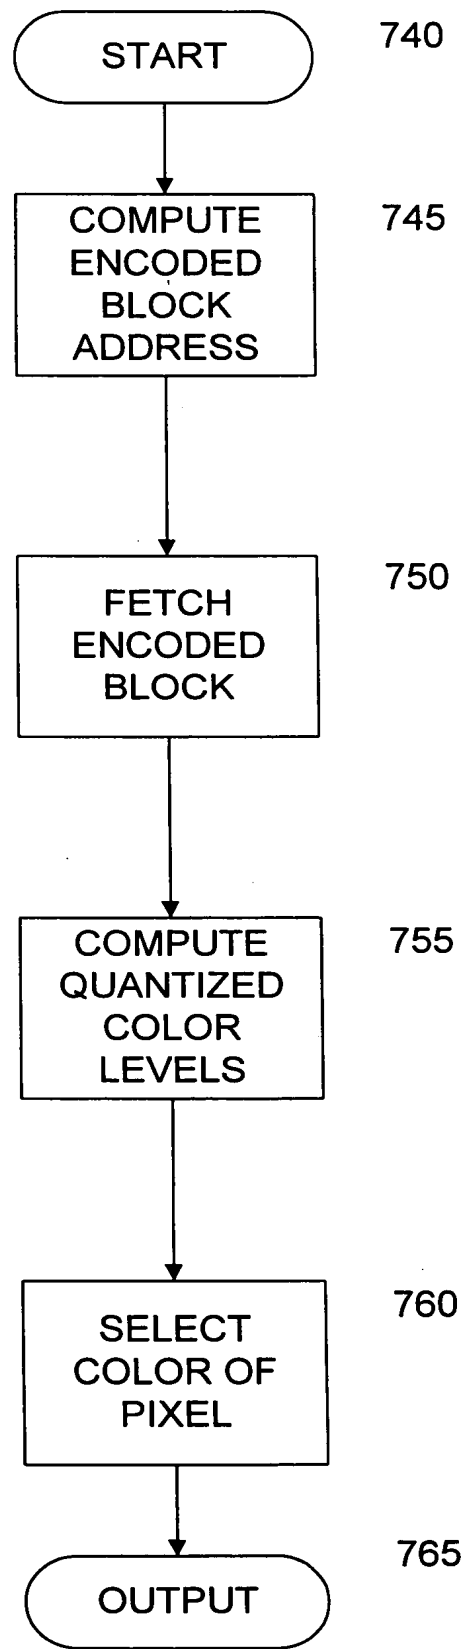 START
740
COMPUTE
ENCODED
BLOCK
ADDRESS
745
FETCH
ENCODED
BLOCK
750
COMPUTE
QUANTIZED
COLOR
LEVELS
755
SELECT
COLOR OF
PIXEL
760
OUTPUT
765